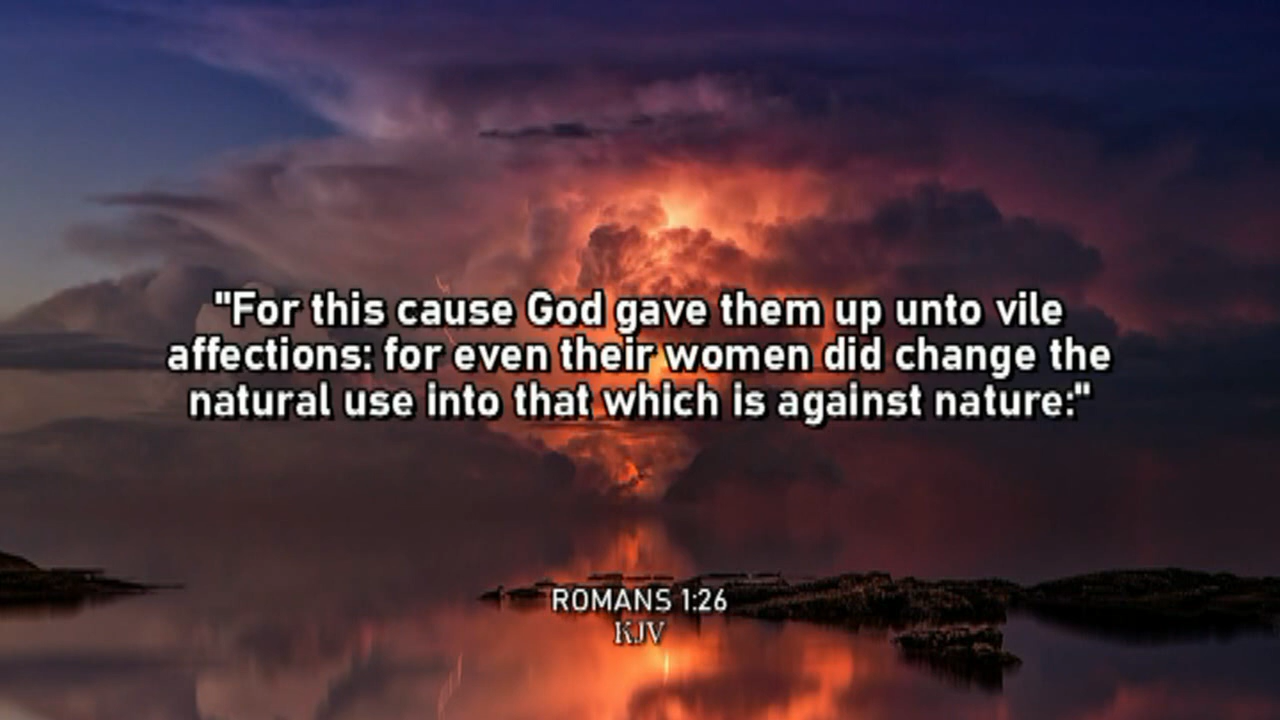 "For this cause God gave them up unto vile
affections: for even their women did change the
natural use into that which is against nature:"
ROMANS 1:26
KJV